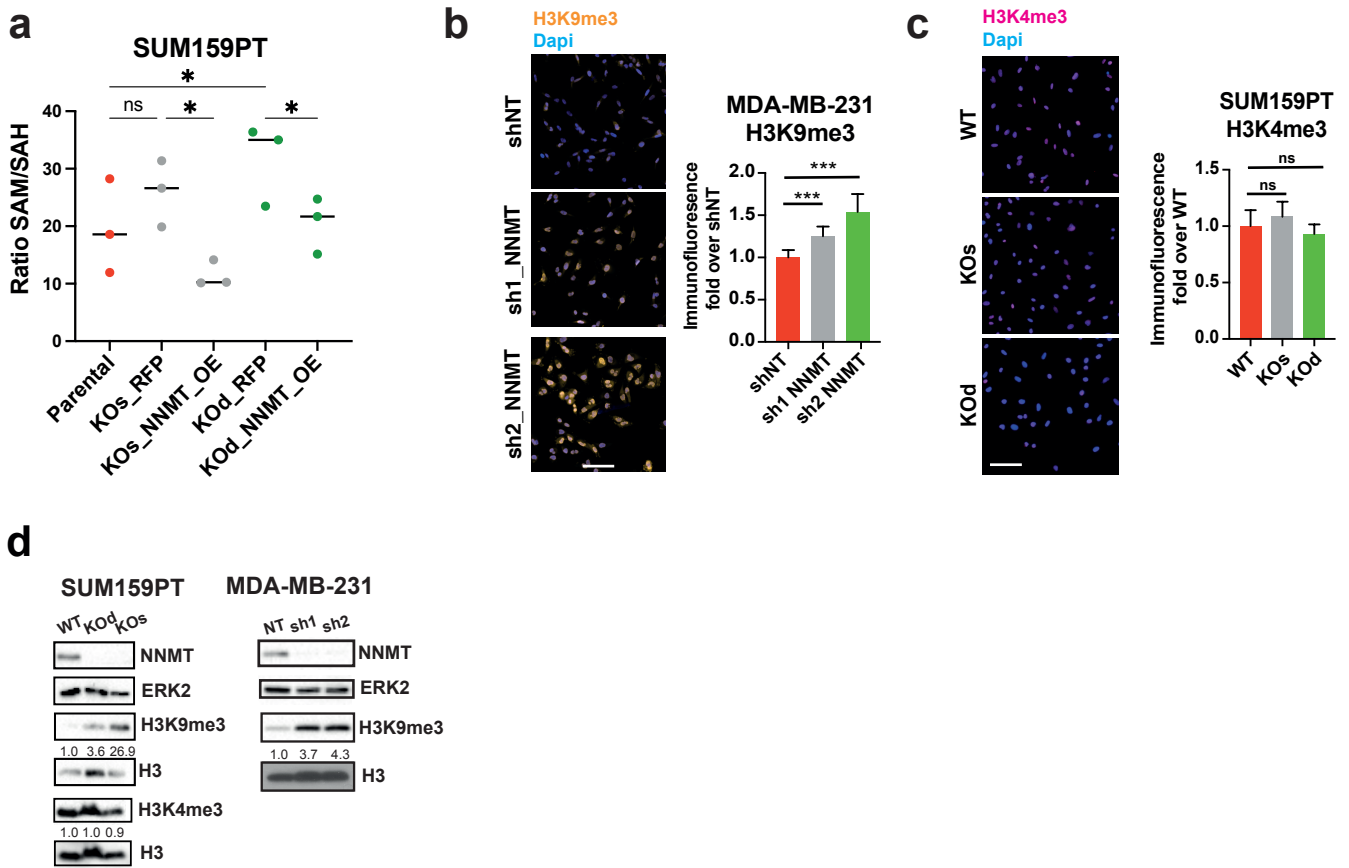 a
SUM159PT
*
ns
*
*
Ratio SAM/SAH
40
30
20
10
0
Parental
KOs_RFP
KOs_NNMT_OE
KOd_RFP
KOd_NNMT_OE
b
H3K9me3
Dapi
shNT
sh1_NNMT
sh2_NNMT
MDA-MB-231
H3K9me3
***
***
Immunofluoresence
fold over shNT
2.0
1.5
1.0
0.5
0.0
shNT
sh1 NNMT
sh2 NNMT
c
H3K4me3
Dapi
WT
KOs
KOd
SUM159PT
H3K4me3
ns
ns
Immunofluorescence
fold over WT
1.5
1.0
0.5
0.0
WT
KOs
KOd
d
SUM159PT
WT KOd KOs
NNMT
ERK2
H3K9me3
1.0 3.6 26.9
H3
H3K4me3
1.0 1.0 0.9
H3
MDA-MB-231
NT sh1 sh2
NNMT
ERK2
H3K9me3
1.0 3.7 4.3
H3